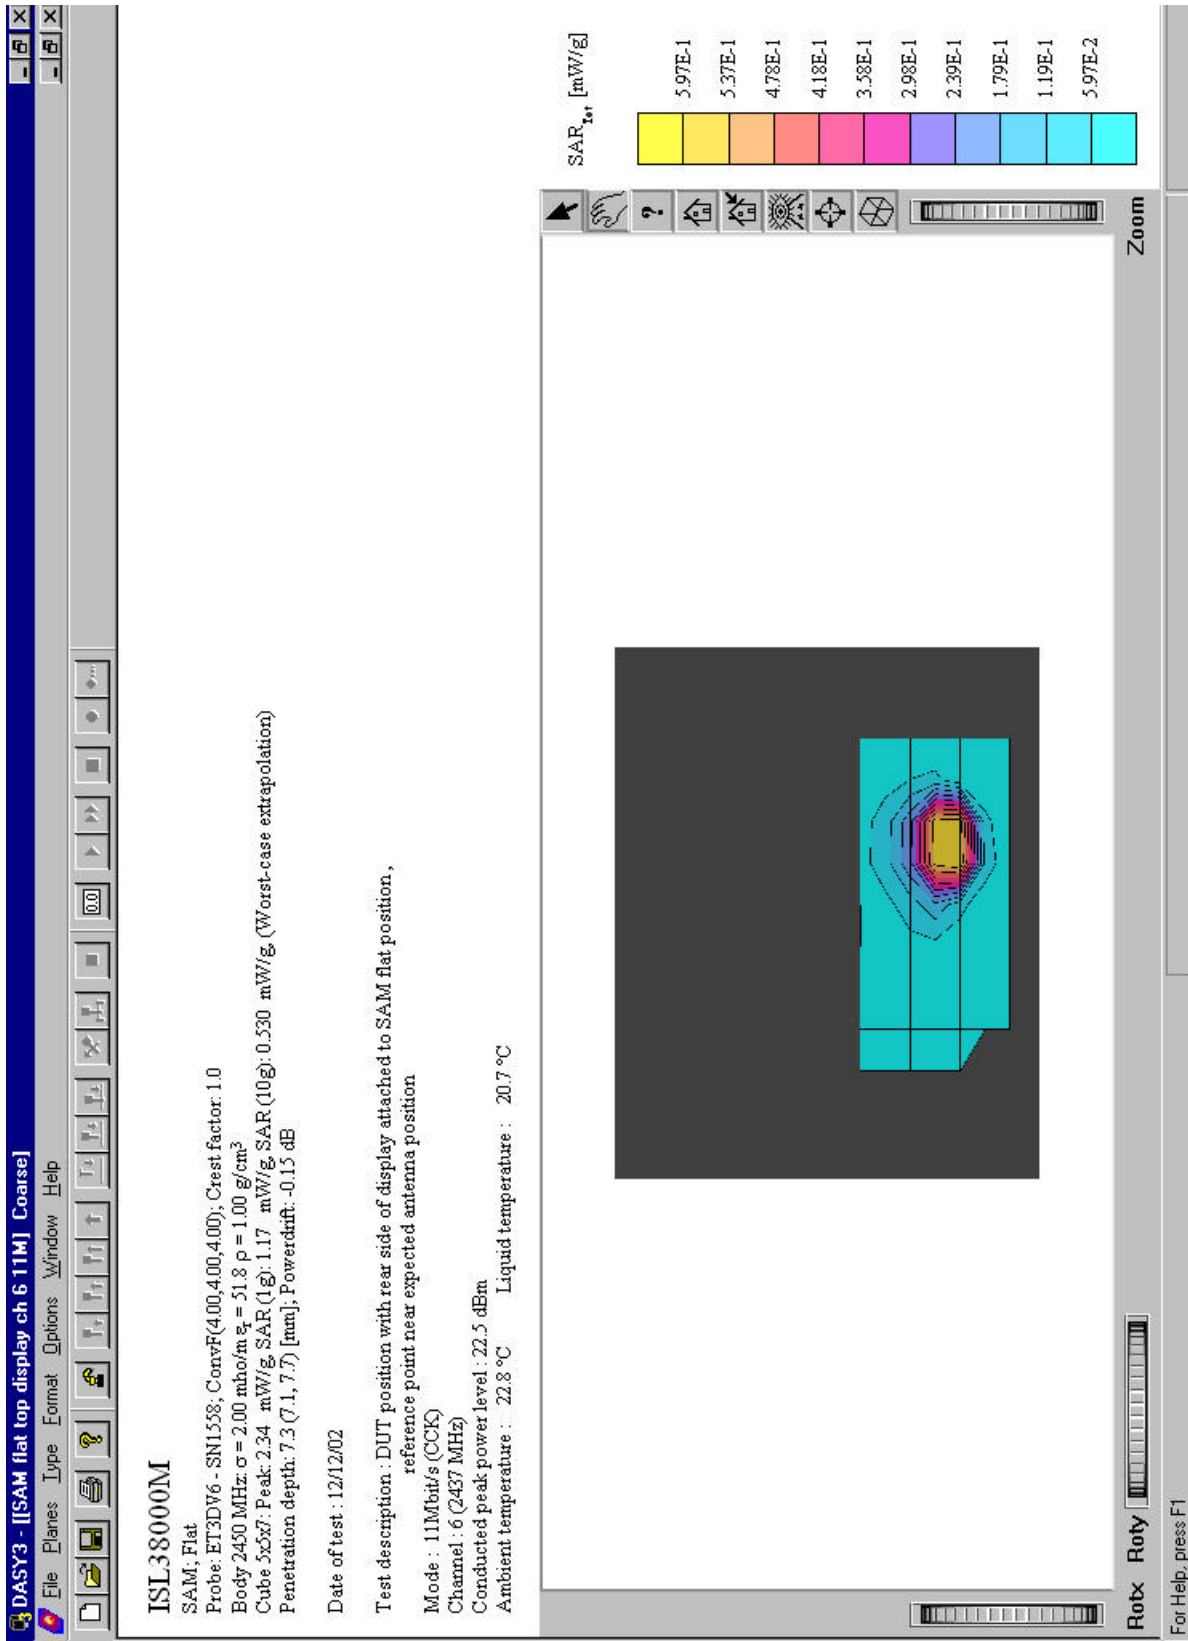 DASY3 - [[SAM flat top display ch 6 11M] Coarse]
File Planes Type Format Options Window Help
0.0
ISL38000M
SAM; Flat
Probe: ET3DV6 - SN1558; ConvF(4.00,4.00,4.00); Crest factor: 1.0
Body 2450 MHz: σ = 2.00 mho/m εr = 51.8 ρ = 1.00 g/cm³
Cube 5x5x7: Peak: 2.34 mW/g, SAR (1g): 1.17 mW/g, SAR (10g): 0.530 mW/g, (Worst-case extrapolation)
Penetration depth: 7.3 (7.1, 7.7) [mm]; Powerdrift: -0.15 dB
Date of test : 12/12/02
Test description : DUT position with rear side of display attached to SAM flat position ,
reference point near expected antenna position
Mode : 11Mbit/s (CCK)
Channel : 6 (2437 MHz)
Conducted peak power level : 22.5 dBm
Ambient temperature : 22.8 °C Liquid temperature : 20.7 °C
SARTot [mW/g]
5.97E-1
5.37E-1
4.78E-1
4.18E-1
3.58E-1
2.98E-1
2.39E-1
1.79E-1
1.19E-1
5.97E-2
Rotx Roty Zoom
For Help, press F1